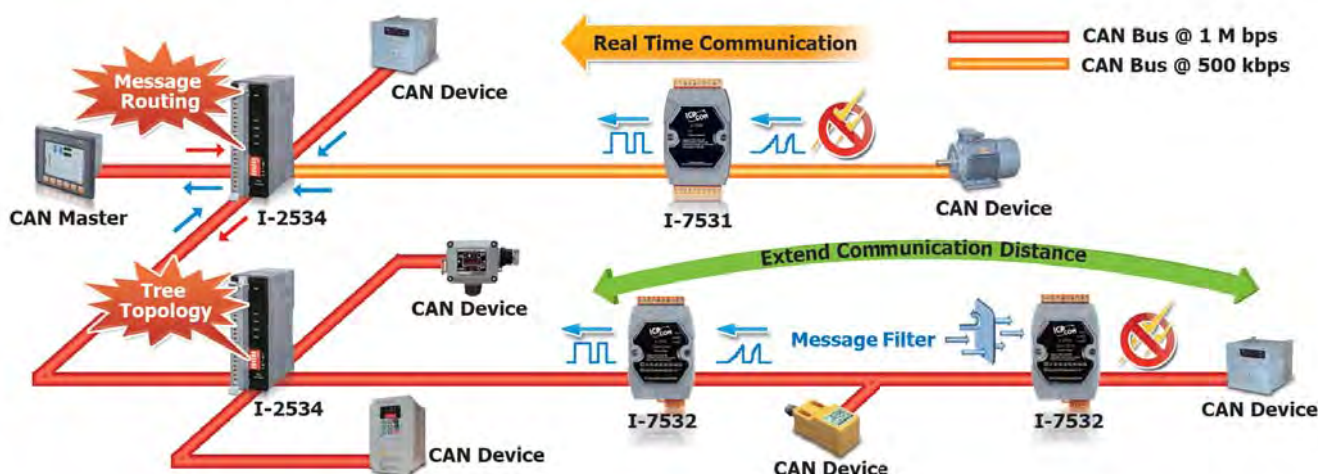 Real Time Communication
CAN Bus @ 1 M bps
CAN Bus @ 500 kbps
Message
Routing
CAN Device
CAN Master
I-2534
I-7531
CAN Device
Extend Communication Distance
Tree
Topology
CAN Device
Message Filter
I-2534
I-7532
I-7532
CAN Device
CAN Device
CAN Device